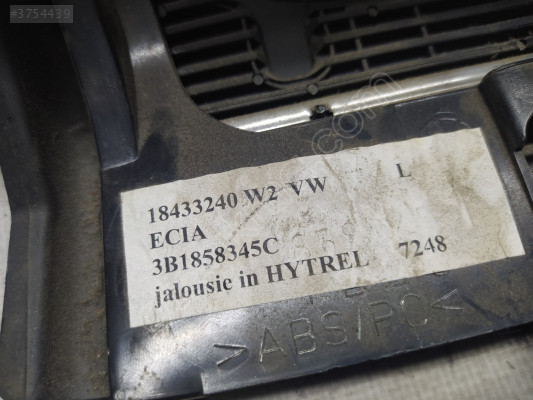 #3754439
18433240 W2 VW L
ECIA
3B1858345C
jalousie in HYTREL 7248
>ABS/PC<